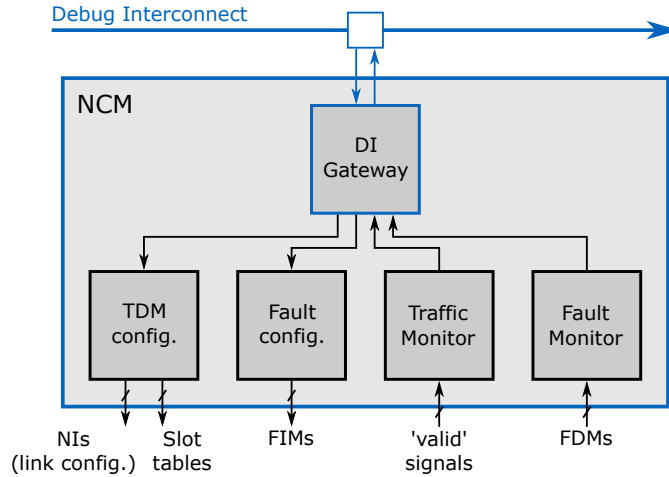 Debug Interconnect
NCM
DI
Gateway
TDM
config.
Fault
config.
Traffic
Monitor
Fault
Monitor
NIs
(link config.)
Slot
tables
FIMs
'valid'
signals
FDMs